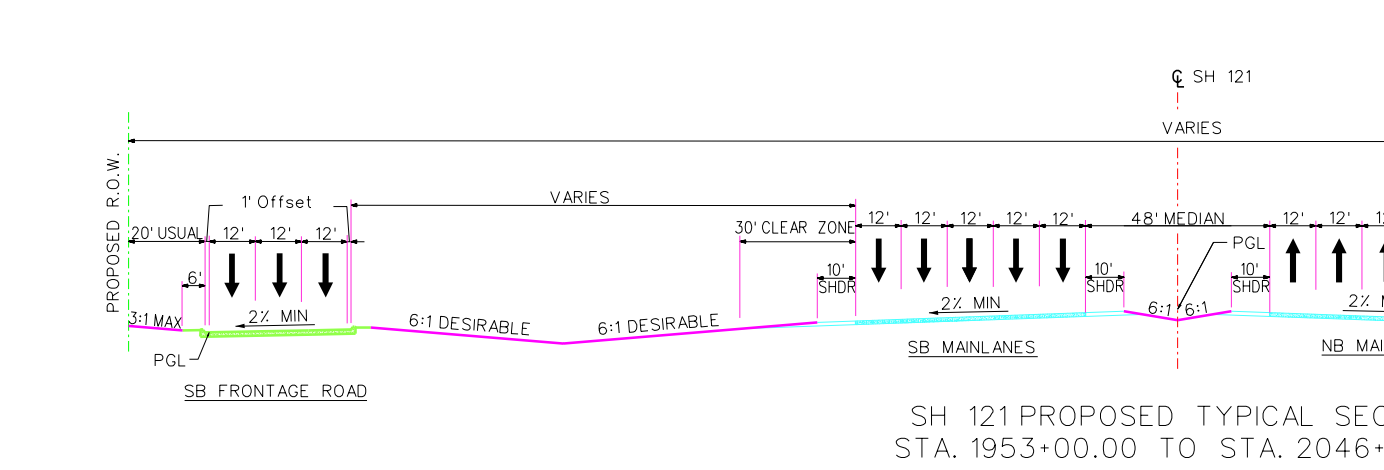 ℄ SH 121
VARIES
PROPOSED R.O.W.
1' Offset
VARIES
20' USUAL
12' 12' 12'
30' CLEAR ZONE
12' 12' 12' 12' 12'
48' MEDIAN
12' 12'
PGL
6'
10'
SHDR
10'
SHDR
10'
SHDR
3:1 MAX
2% MIN
6:1 DESIRABLE
6:1 DESIRABLE
2% MIN
6:1 6:1
2%
PGL
SB MAINLANES
NB
SB FRONTAGE ROAD
SH 121 PROPOSED TYPICAL
STA. 1953+00.00 TO STA. 2046+